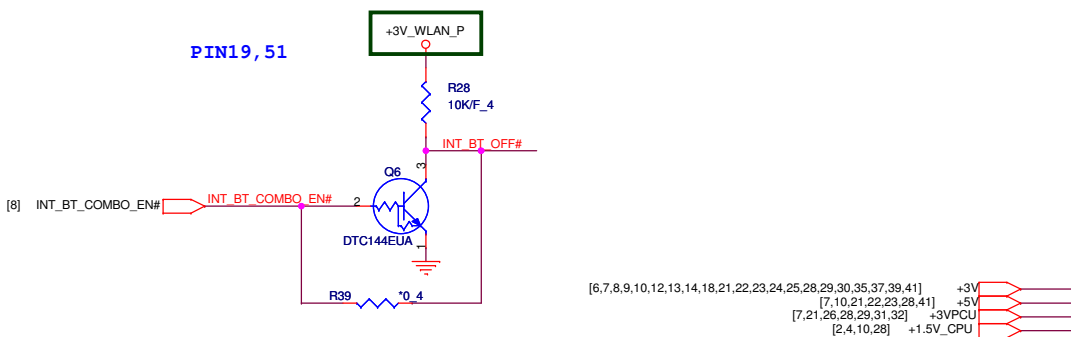 +3V_WLAN_P
PIN19,51
R28
10K/F_4
INT_BT_OFF#
3
Q6
[8] INT_BT_COMBO_EN#
INT_BT_COMBO_EN#
2
DTC144EUA
1
R39
*0_4
[6,7,8,9,10,12,13,14,18,21,22,23,24,25,28,29,30,35,37,39,41] +3V
[7,10,21,22,23,28,41] +5V
[7,21,26,28,29,31,32] +3VPCU
[2,4,10,28] +1.5V_CPU